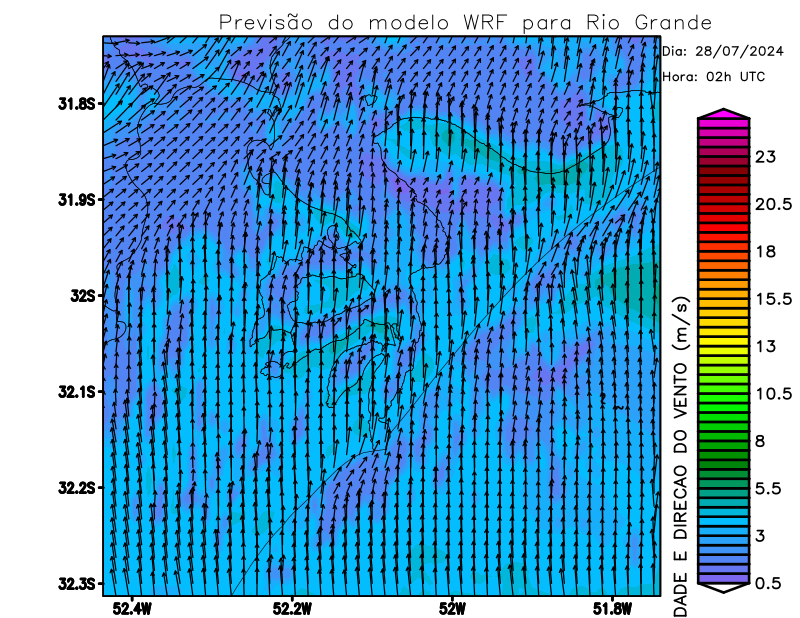 Previsão do modelo WRF para Rio Grande
Dia: 28/07/2024
Hora: 02h UTC
31.8S
31.9S
32S
32.1S
32.2S
32.3S
52.4W
52.2W
52W
51.8W
23
20.5
18
15.5
13
10.5
8
5.5
3
0.5
DADE E DIRECAO DO VENTO (m/s)